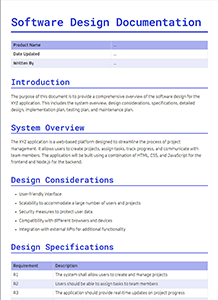 Software Design Documentation
Product Name ...
Date Updated ...
Written By ...
Introduction
The purpose of this document is to provide a comprehensive overview of the software design for the
XYZ application. This includes the system overview, design considerations, specifications, detailed
design, implementation plan, testing plan, and maintenance plan.
System Overview
The XYZ application is a web-based platform designed to streamline the process of project
management. It allows users to create projects, assign tasks, track progress, and communicate with
team members. The application will be built using a combination of HTML, CSS, and JavaScript for the
frontend and Node.js for the backend.
Design Considerations
• User-friendly interface
• Scalability to accommodate a large number of users and projects
• Security measures to protect user data
• Compatibility with different browsers and devices
• Integration with external APIs for additional functionality
Design Specifications
Requirement Description
R1 The system shall allow users to create and manage projects
R2 Users should be able to assign tasks to team members
R3 The application should provide real-time updates on project progress